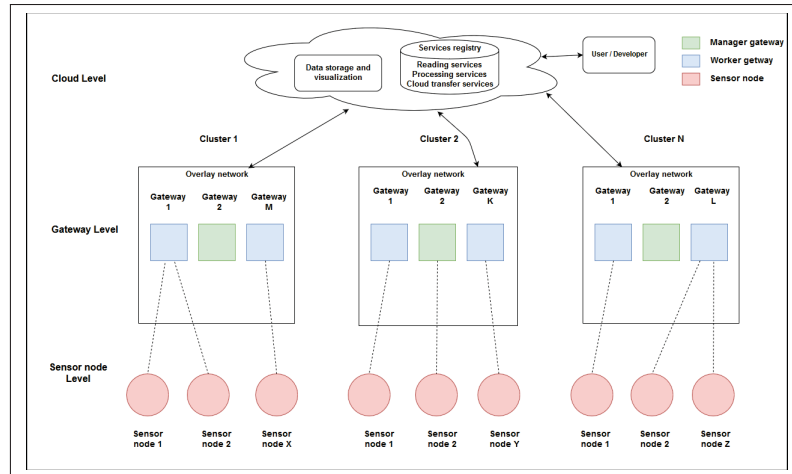 Cloud Level
Data storage and
visualization
Services registry
Reading services
Processing services
Cloud transfer services
User / Developer
Manager gateway
Worker getway
Sensor node
Cluster 1
Cluster 2
Cluster N
Gateway Level
Overlay network
Gateway
1
Gateway
2
Gateway
M
Overlay network
Gateway
1
Gateway
2
Gateway
K
Overlay network
Gateway
1
Gateway
2
Gateway
L
Sensor node
Level
Sensor
node 1
Sensor
node 2
Sensor
node X
Sensor
node 1
Sensor
node 2
Sensor
node Y
Sensor
node 1
Sensor
node 2
Sensor
node Z